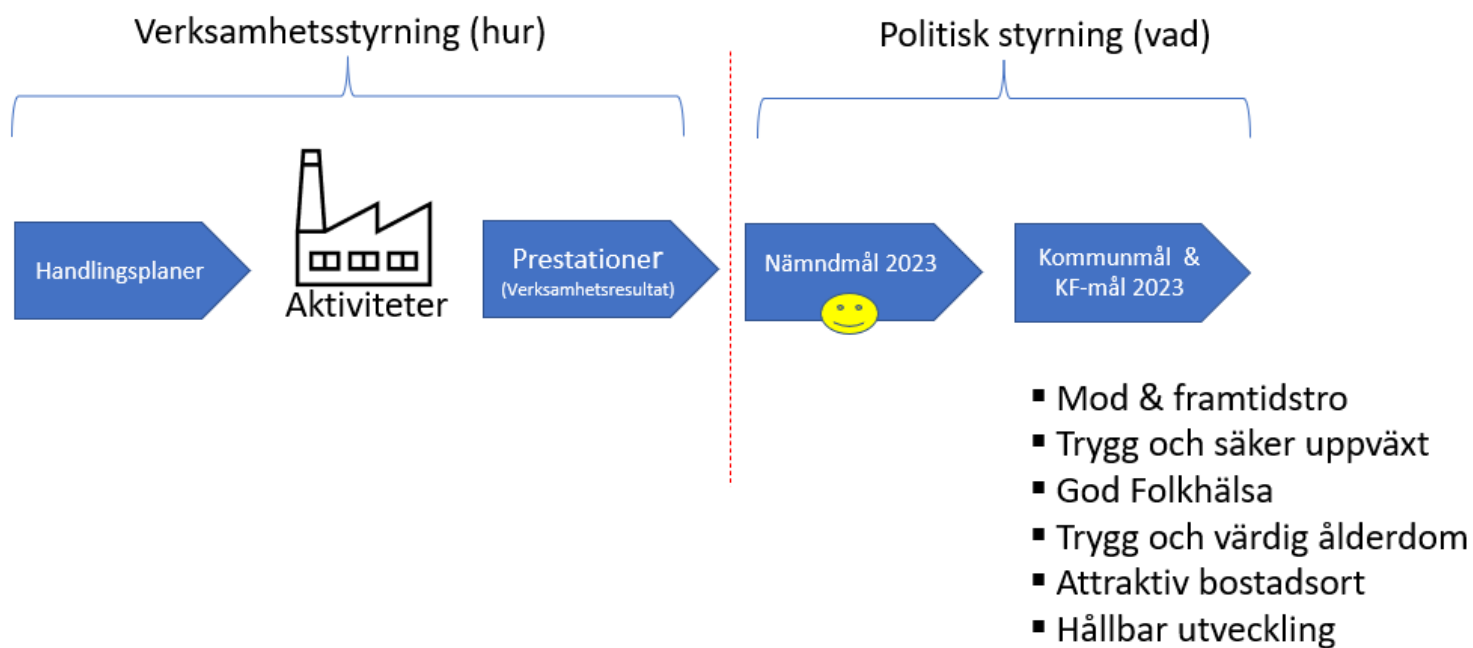 Verksamhetsstyrning (hur)
Politisk styrning (vad)
Handlingsplaner
Aktiviteter
Prestationer
(Verksamhetsresultat)
Nämndmål 2023
Kommunmål &
KF-mål 2023
Mod & framtidstro
Trygg och säker uppväxt
God Folkhälsa
Trygg och värdig ålderdom
Attraktiv bostadsort
Hållbar utveckling